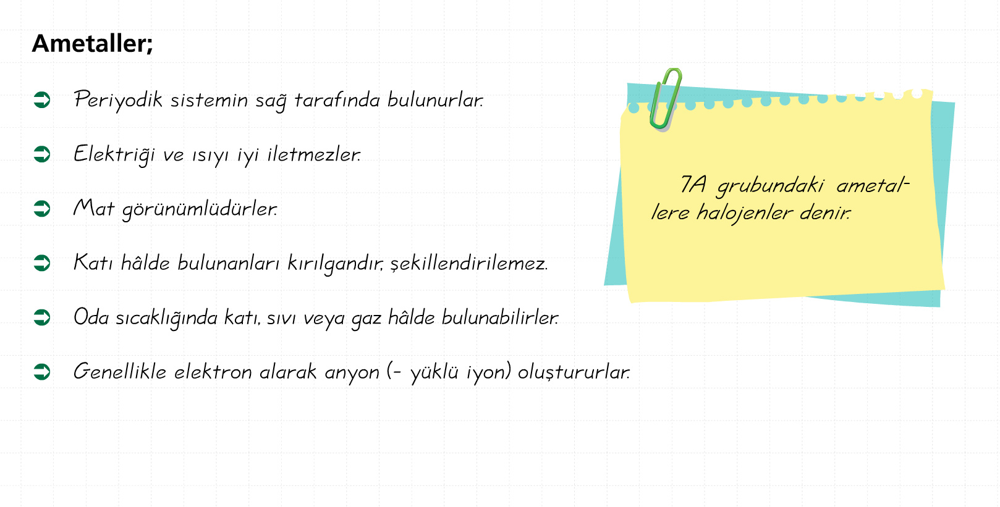 Ametaller;
Periyodik sistemin sağ tarafında bulunurlar.
Elektriği ve ısıyı iyi iletmezler.
Mat görünümlüdürler.
Katı hâlde bulunanları kırılgandır, şekillendirilemez.
Oda sıcaklığında katı, sıvı veya gaz hâlde bulunabilirler.
Genellikle elektron alarak anyon (- yüklü iyon) oluştururlar.
7A grubundaki ametal-
lere halojenler denir.